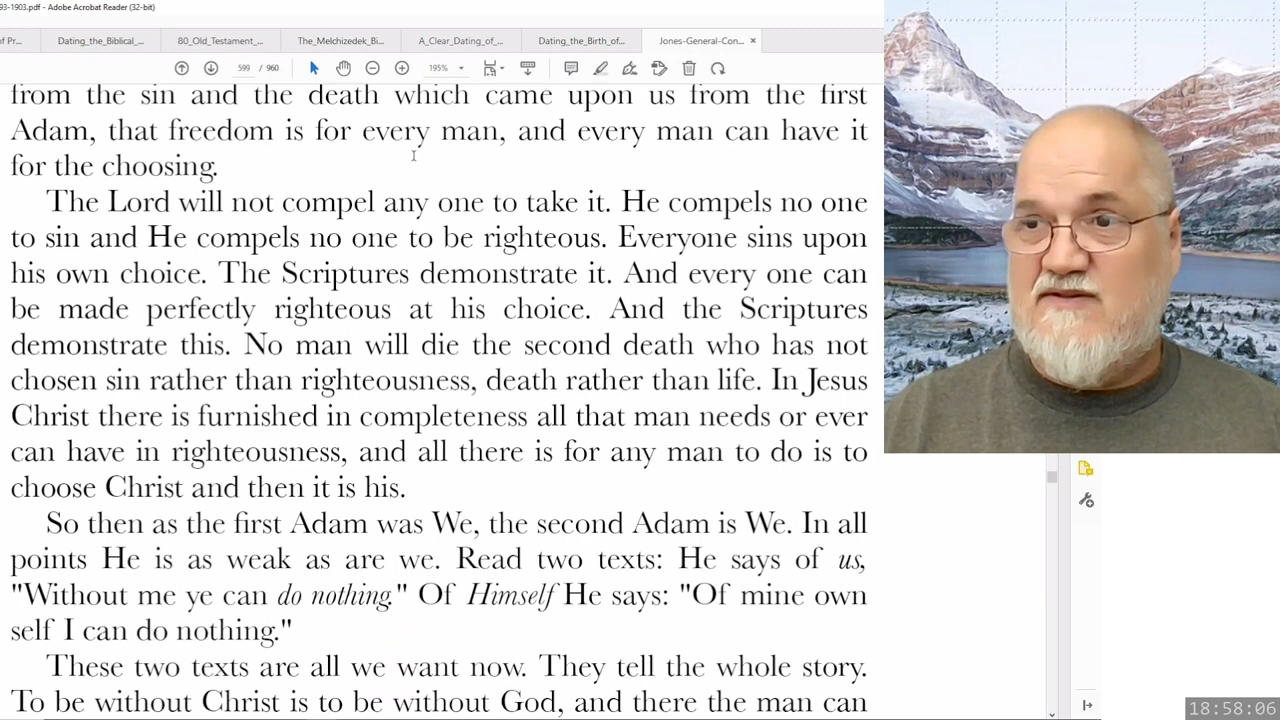 93-1903.pdf - Adobe Acrobat Reader (32-bit)
of Pr...
Dating_the_Biblical_...
80_Old_Testament_...
The_Melchizedek_Bi...
A_Clear_Dating_of_...
Dating_the_Birth_of...
Jones-General-Con...
599 / 960
195%
from the sin and the death which came upon us from the first
Adam, that freedom is for every man, and every man can have it
for the choosing.
The Lord will not compel any one to take it. He compels no one
to sin and He compels no one to be righteous. Everyone sins upon
his own choice. The Scriptures demonstrate it. And every one can
be made perfectly righteous at his choice. And the Scriptures
demonstrate this. No man will die the second death who has not
chosen sin rather than righteousness, death rather than life. In Jesus
Christ there is furnished in completeness all that man needs or ever
can have in righteousness, and all there is for any man to do is to
choose Christ and then it is his.
So then as the first Adam was We, the second Adam is We. In all
points He is as weak as are we. Read two texts: He says of us,
"Without me ye can do nothing." Of Himself He says: "Of mine own
self I can do nothing."
These two texts are all we want now. They tell the whole story.
To be without Christ is to be without God, and there the man can
18:58:06